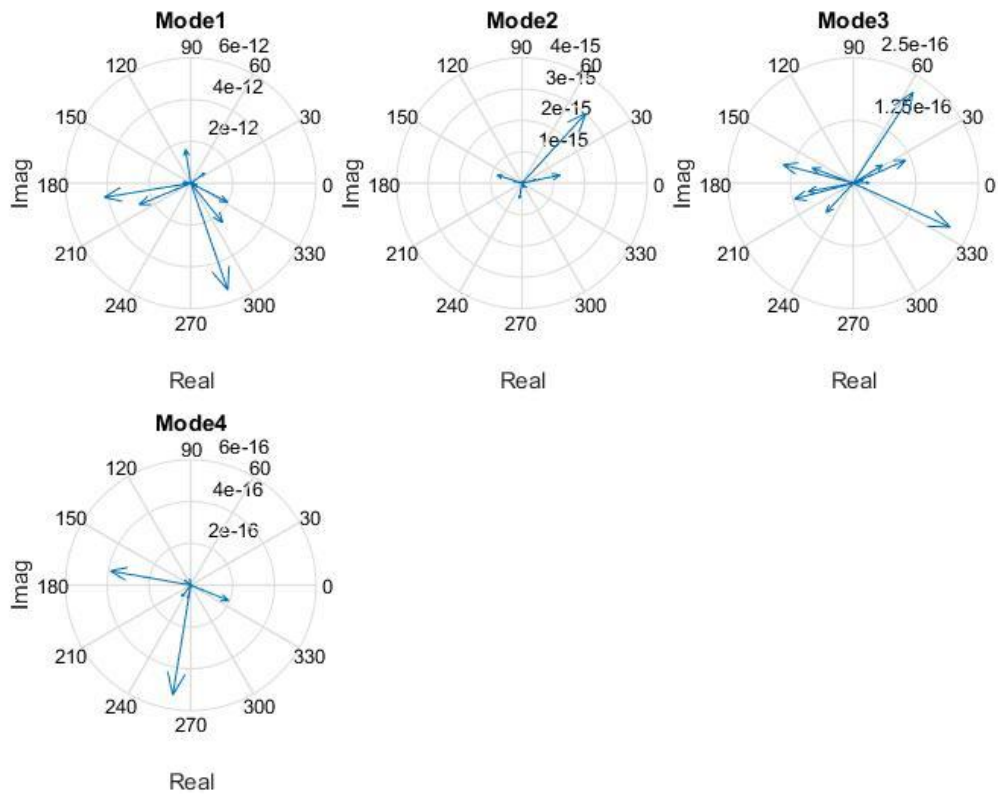 Mode1
90 6e-12
120 60
4e-12
150 30
2e-12
Imag
180 0
210 330
240 300
270
Real
Mode2
90 4e-15
120 60
3e-15
2e-15
150 30
1e-15
Imag
180 0
210 330
240 300
270
Real
Mode3
90 2.5e-16
120 60
1.25e-16
150 30
Imag
180 0
210 330
240 300
270
Real
Mode4
90 6e-16
120 60
4e-16
150 30
2e-16
Imag
180 0
210 330
240 300
270
Real